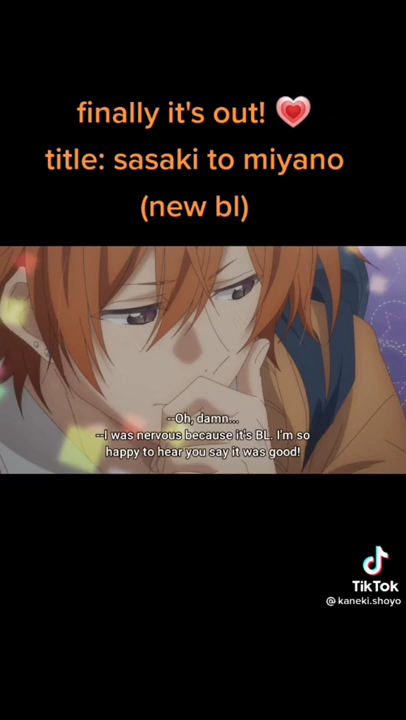 finally it's out! 💗
title: sasaki to miyano
(new bl)
--Oh, damn...
--I was nervous because it's BL. I'm so
happy to hear you say it was good!
TikTok
@kaneki.shoyo